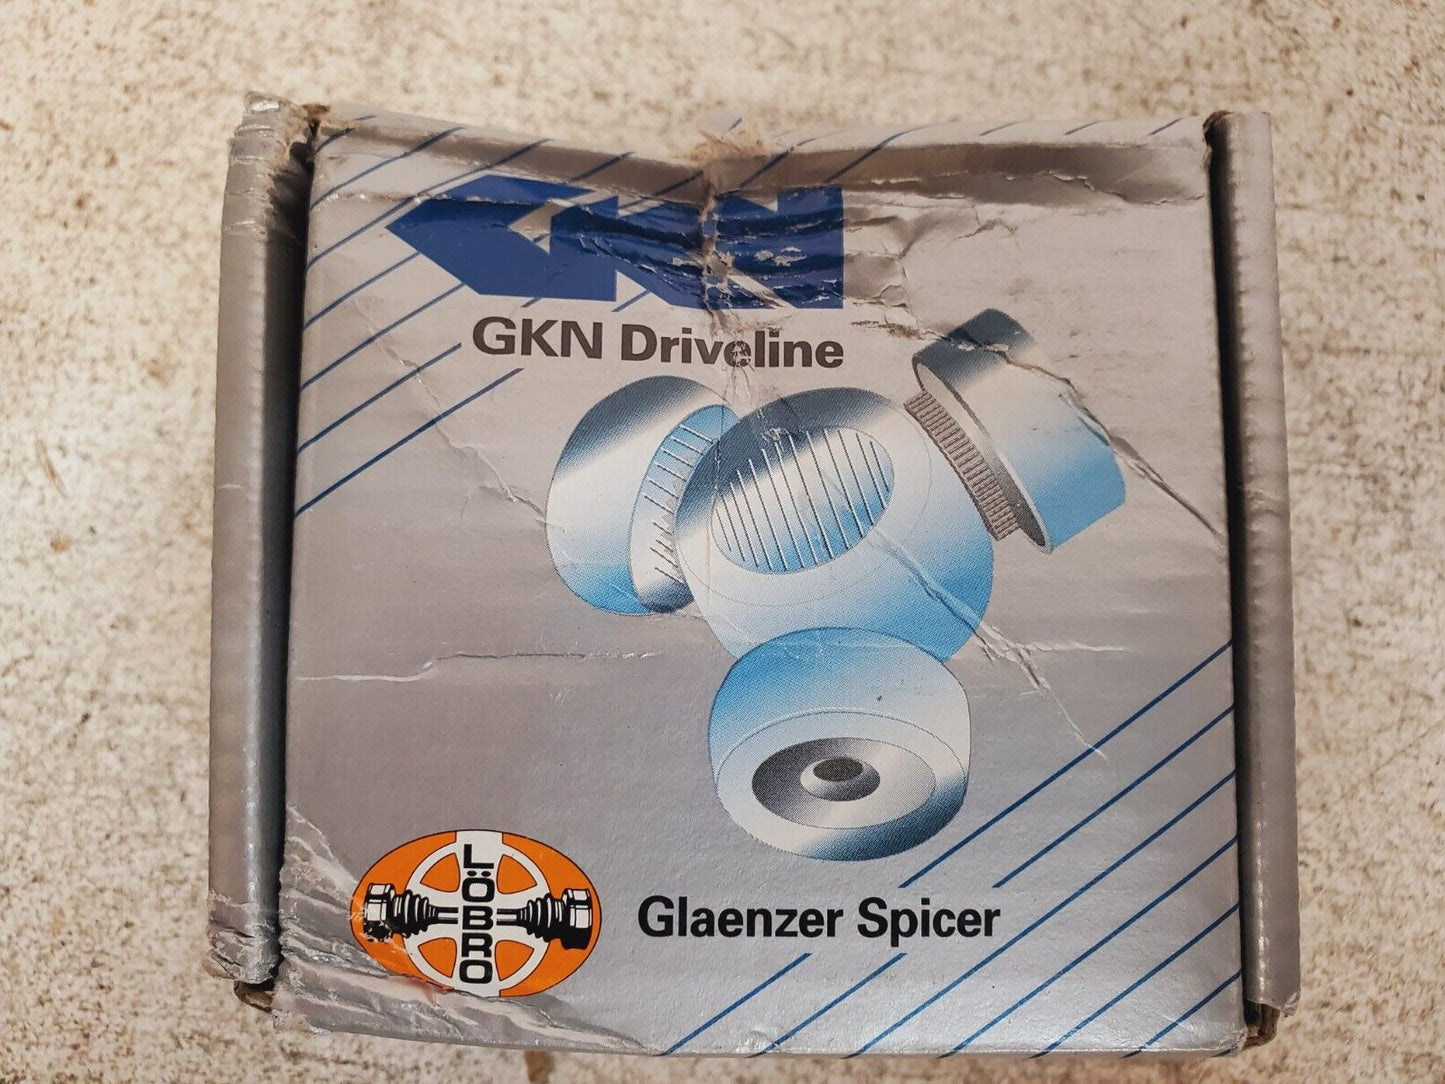 GKN
GKN Driveline
LÖBRO
Glaenzer Spicer